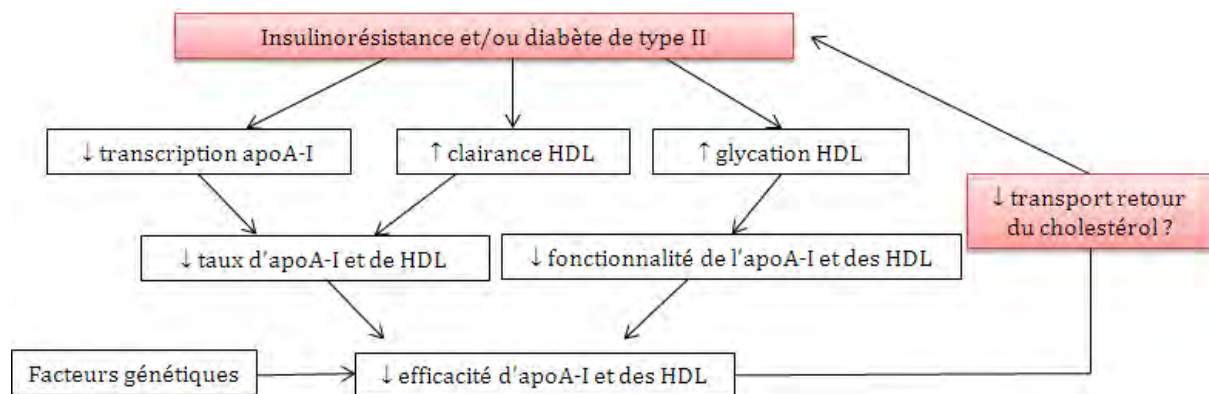 Insulinorésistance et/ou diabète de type II
↓ transcription apoA-I
↑ clairance HDL
↑ glycation HDL
↓ transport retour
du cholestérol ?
↓ taux d'apoA-I et de HDL
↓ fonctionnalité de l'apoA-I et des HDL
Facteurs génétiques
↓ efficacité d'apoA-I et des HDL